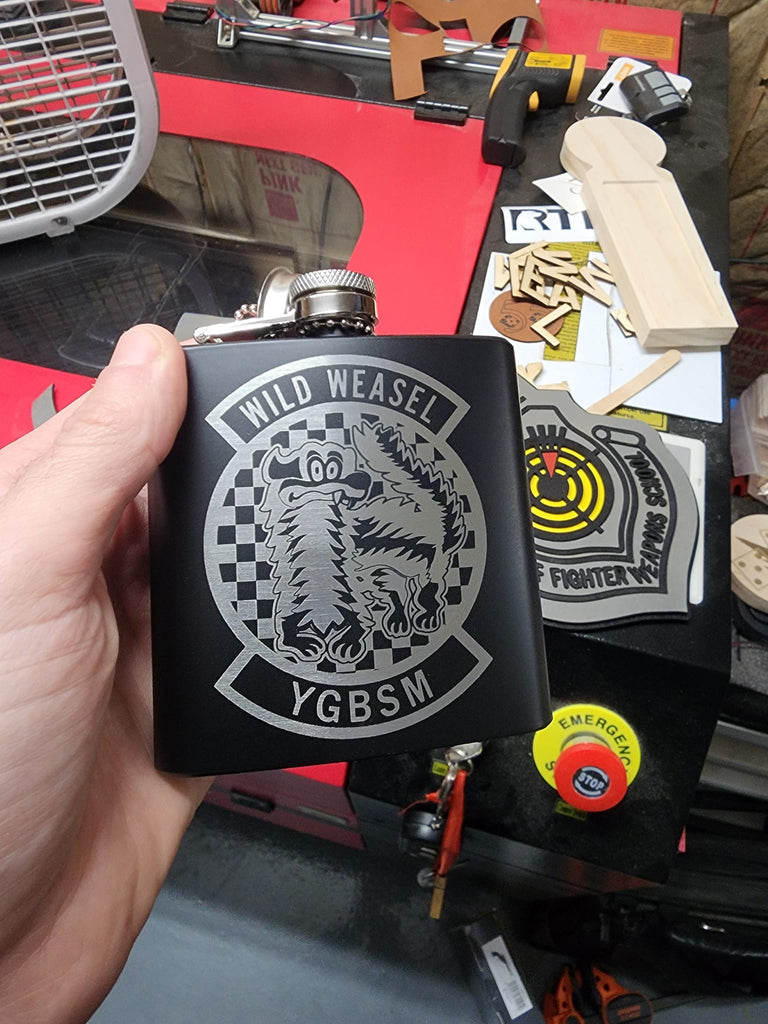 WILD WEASEL
YGBSM
FIGHTER WEAPONS SCHOOL
EMERGENC
STOP